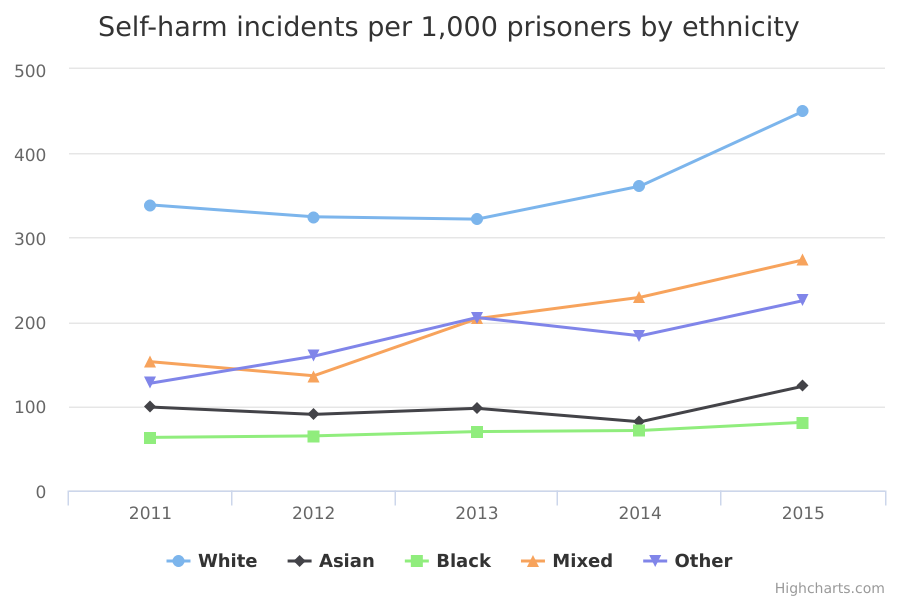 Self-harm incidents per 1,000 prisoners by ethnicity
500
400
300
200
100
0
2011 2012 2013 2014 2015
White Asian Black Mixed Other
Highcharts.com